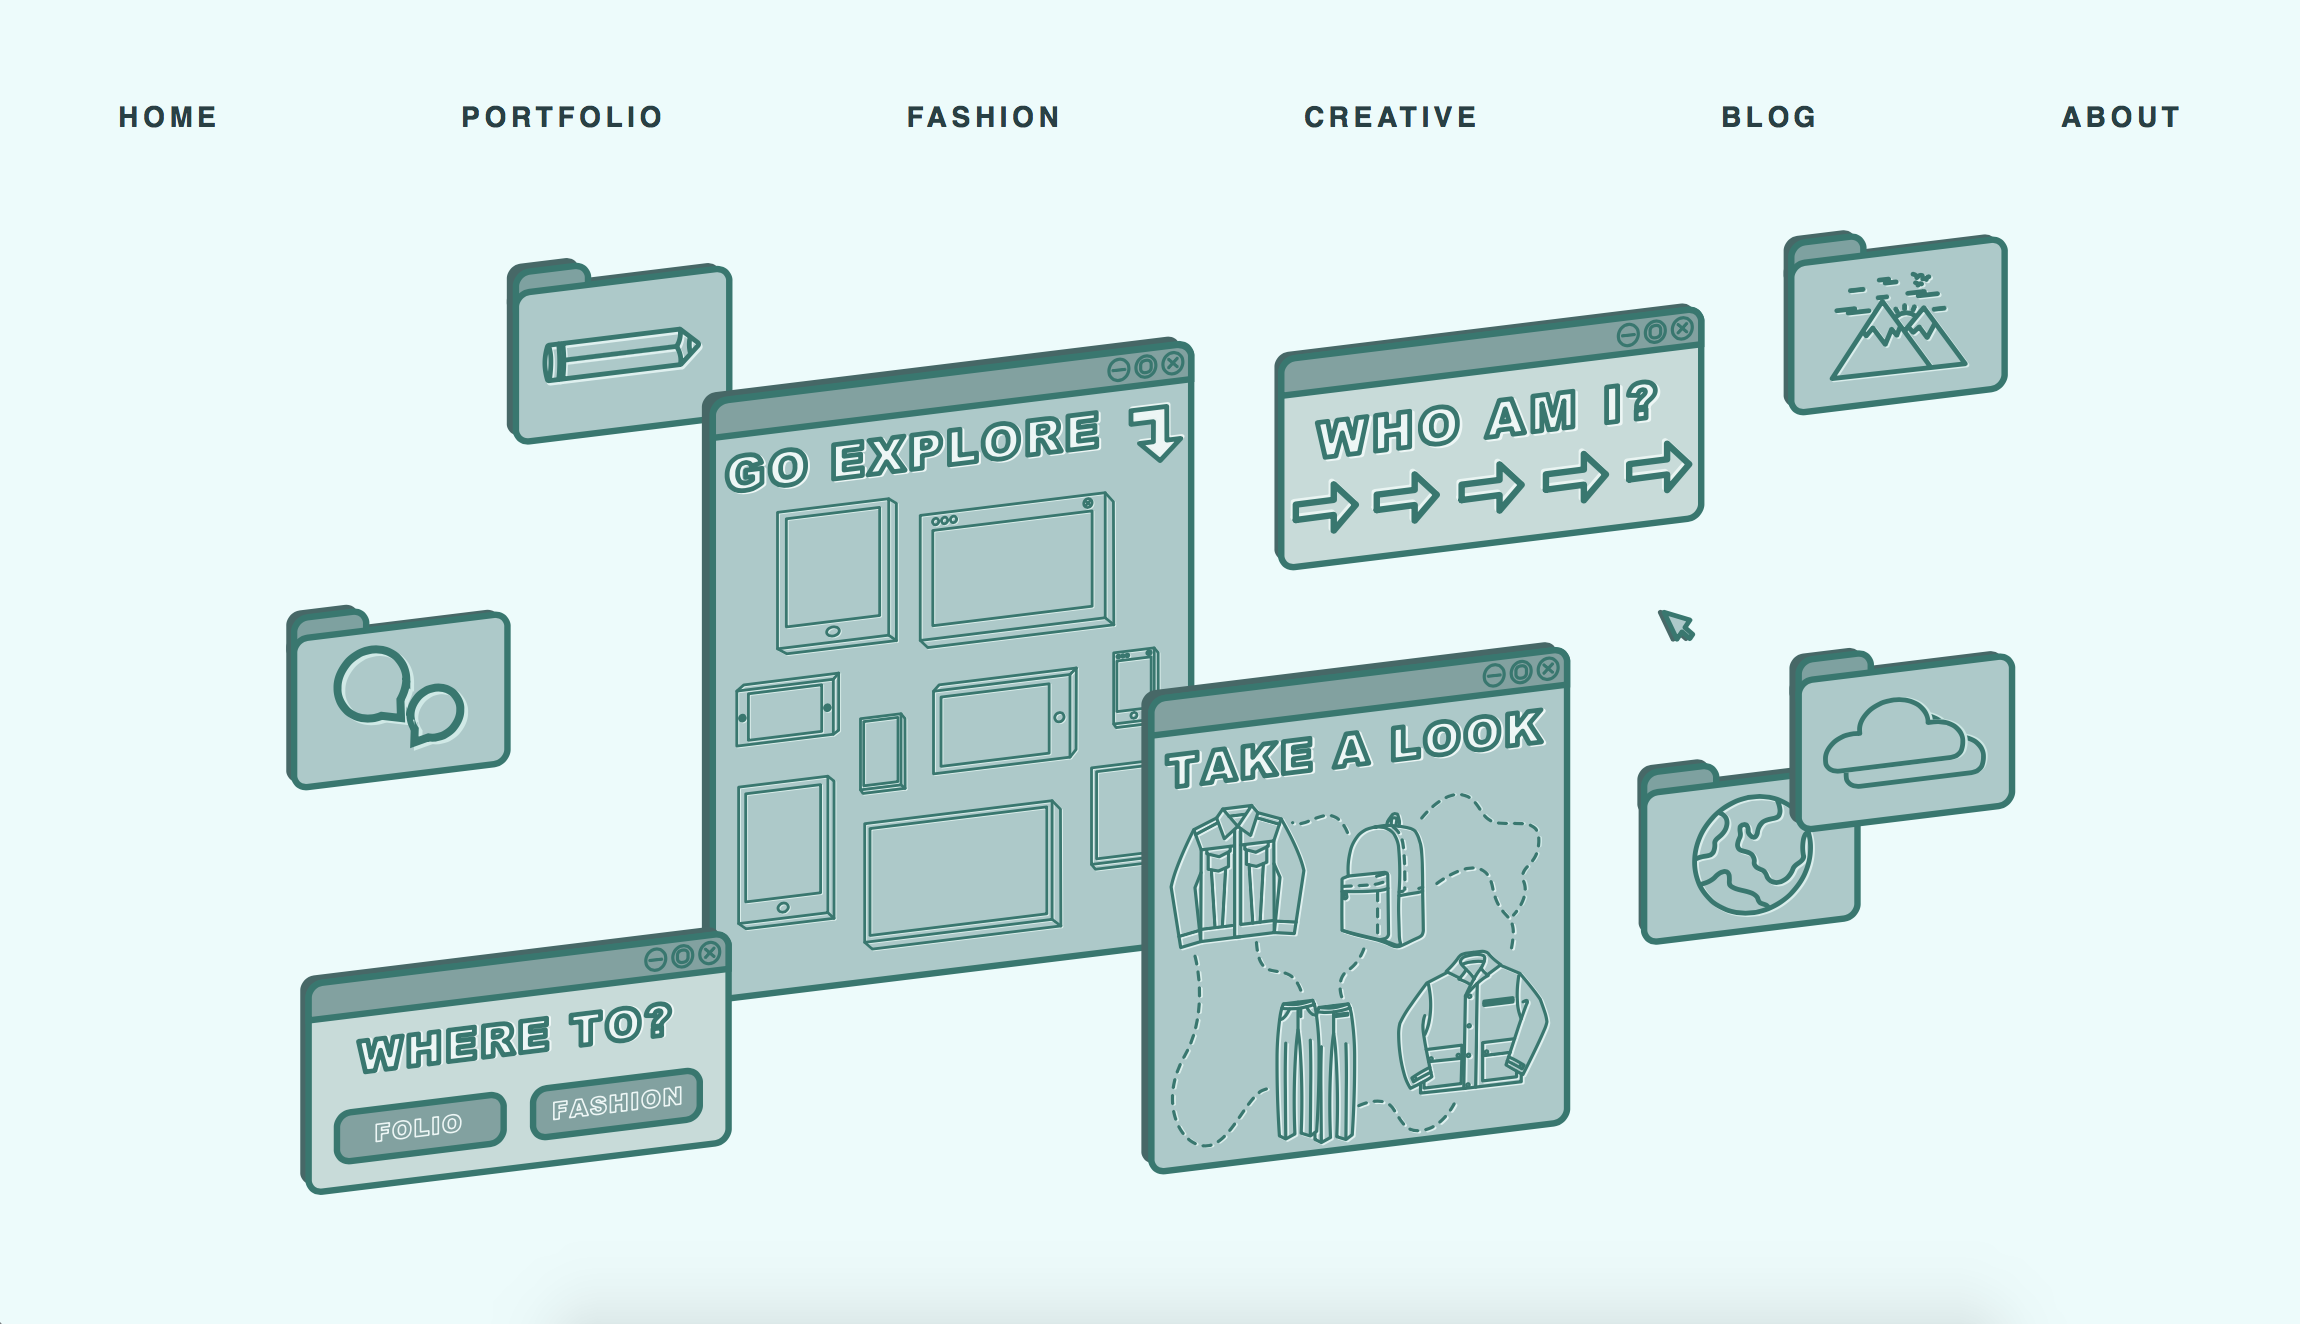 HOME PORTFOLIO FASHION CREATIVE BLOG ABOUT
GO EXPLORE
WHO AM I?
TAKE A LOOK
WHERE TO?
FOLIO FASHION